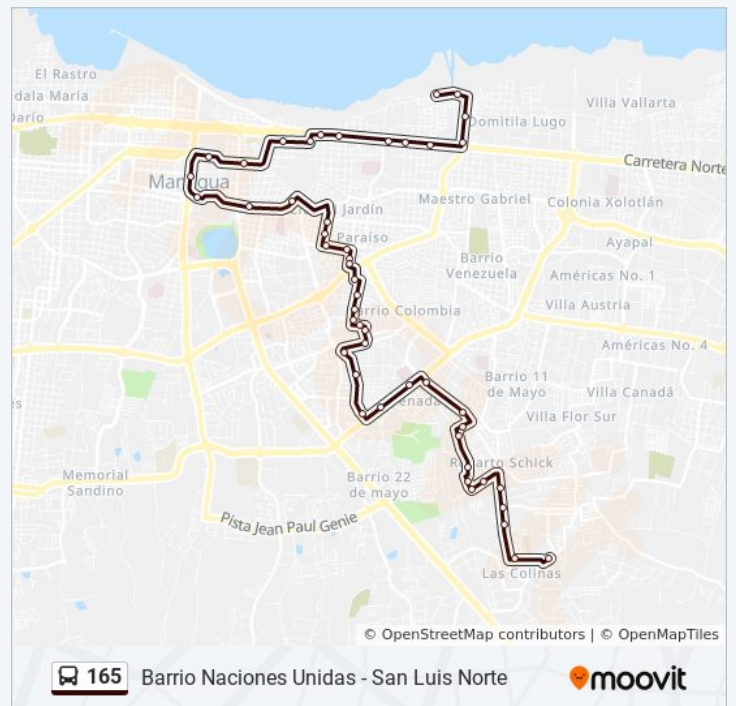 El Rastro
dala María
Darío
Villa Vallarta
Domitila Lugo
Carretera Norte
Managua
Maestro Gabriel
Colonia Xolotlán
Jardín
Paraíso
Ayapal
Barrio
Venezuela
Américas No. 1
Villa Austria
Barrio Colombia
Américas No. 4
Barrio 11
de Mayo
Villa Canadá
Villa Flor Sur
Memorial
Sandino
Barrio 22
de mayo
Reparto Schick
Pista Jean Paul Genie
Las Colinas
© OpenStreetMap contributors | © OpenMapTiles
165 Barrio Naciones Unidas - San Luis Norte
moovit